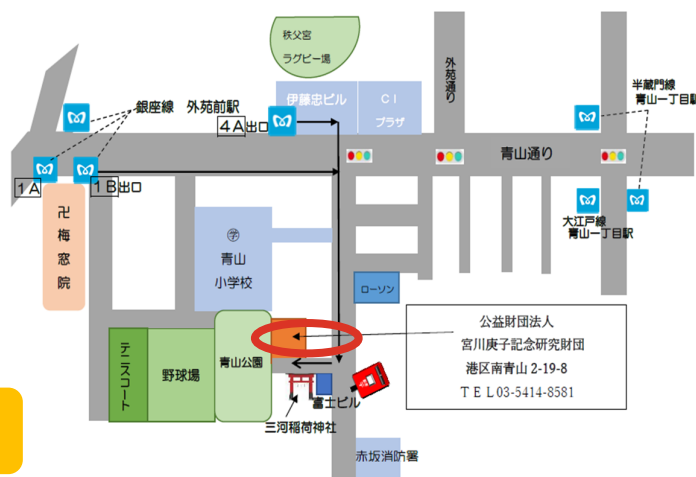 秩父宮
ラグビー場
外苑通り
半蔵門線
青山一丁目駅
銀座線 外苑前駅
伊藤忠ビル
CI
プラザ
4A出口
青山通り
1A
1B出口
卍
梅窓院
㊫
青山
小学校
大江戸線
青山一丁目駅
ローソン
公益財団法人
宮川庚子記念研究財団
港区南青山 2-19-8
TEL03-5414-8581
テニスコート
野球場
青山公園
富士ビル
三河稲荷神社
赤坂消防署